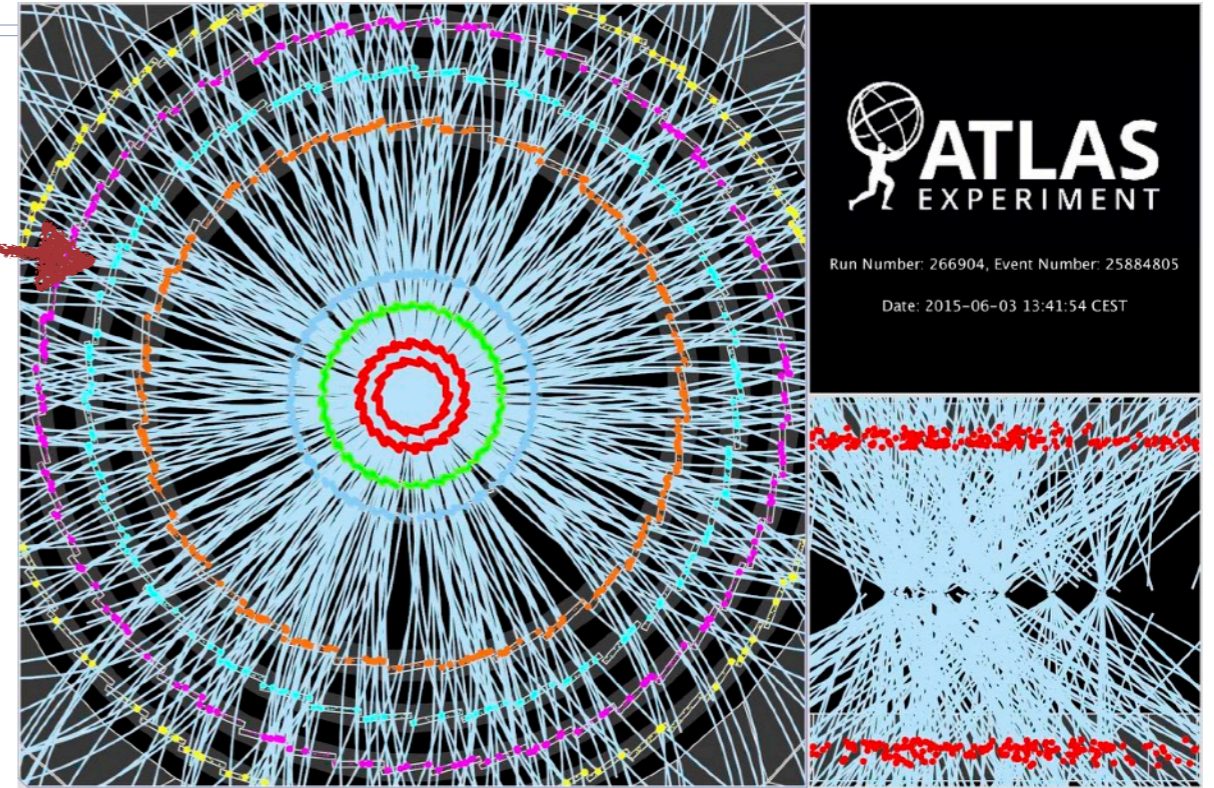 ATLAS
EXPERIMENT
Run Number: 266904, Event Number: 25884805
Date: 2015-06-03 13:41:54 CEST